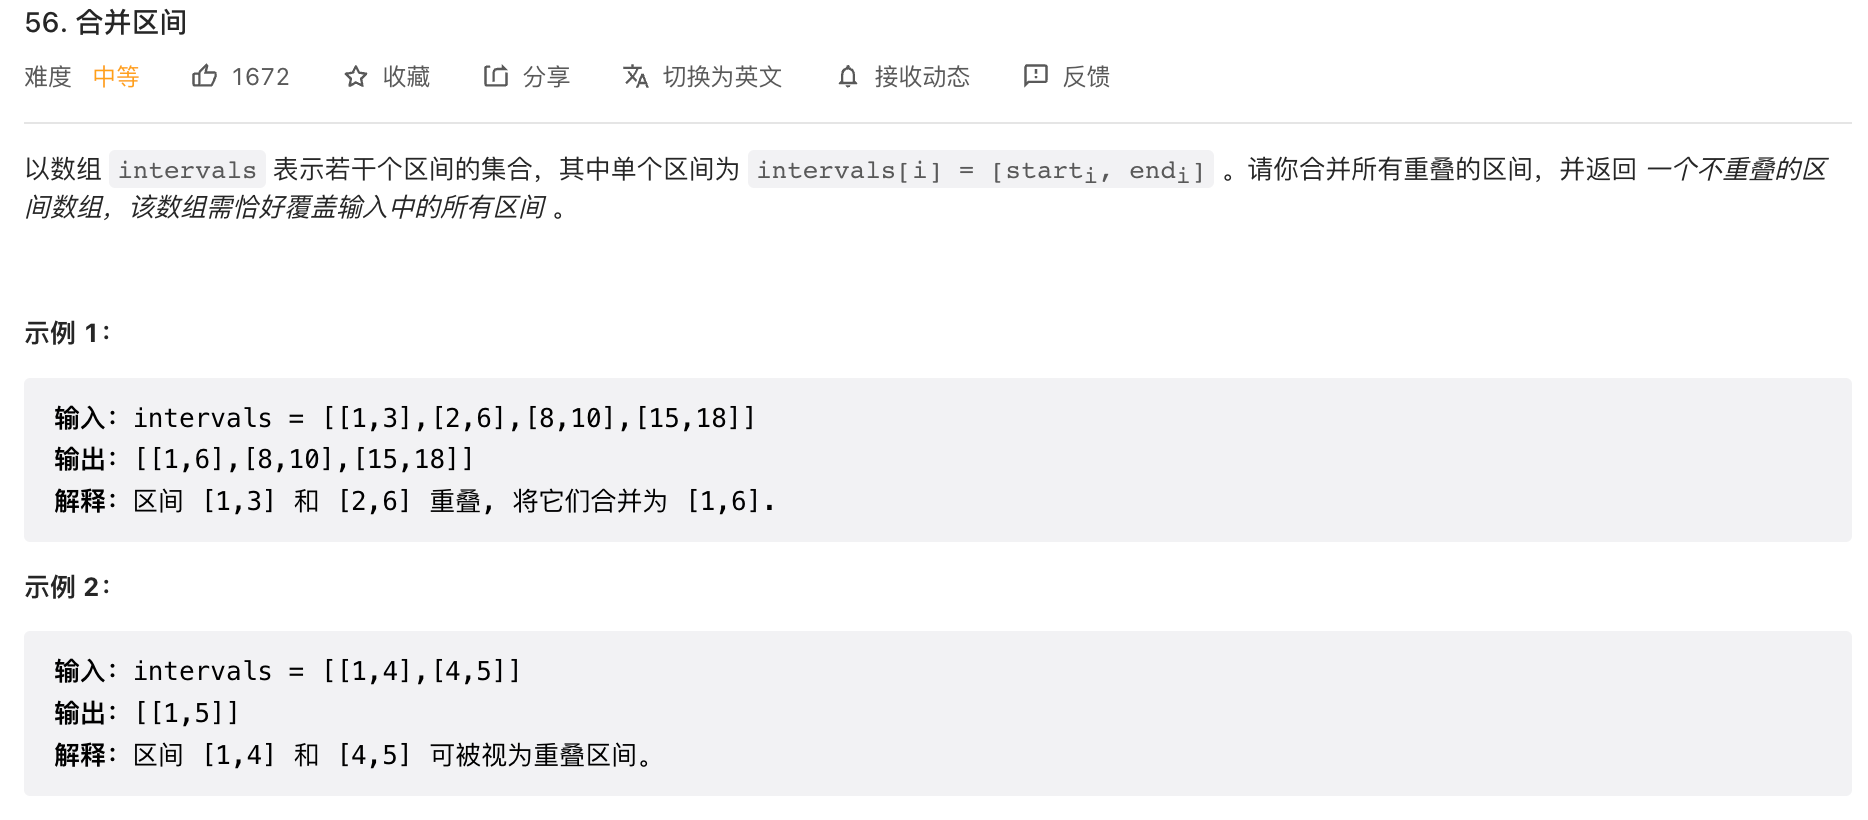 56. 合并区间
难度 中等 1672 收藏 分享 切换为英文 接收动态 反馈
以数组 intervals 表示若干个区间的集合，其中单个区间为 intervals[i] = [starti, endi] 。请你合并所有重叠的区间，并返回 一个不重叠的区
间数组，该数组需恰好覆盖输入中的所有区间 。
示例 1：
输入：intervals = [[1,3],[2,6],[8,10],[15,18]]
输出：[[1,6],[8,10],[15,18]]
解释：区间 [1,3] 和 [2,6] 重叠, 将它们合并为 [1,6].
示例 2：
输入：intervals = [[1,4],[4,5]]
输出：[[1,5]]
解释：区间 [1,4] 和 [4,5] 可被视为重叠区间。